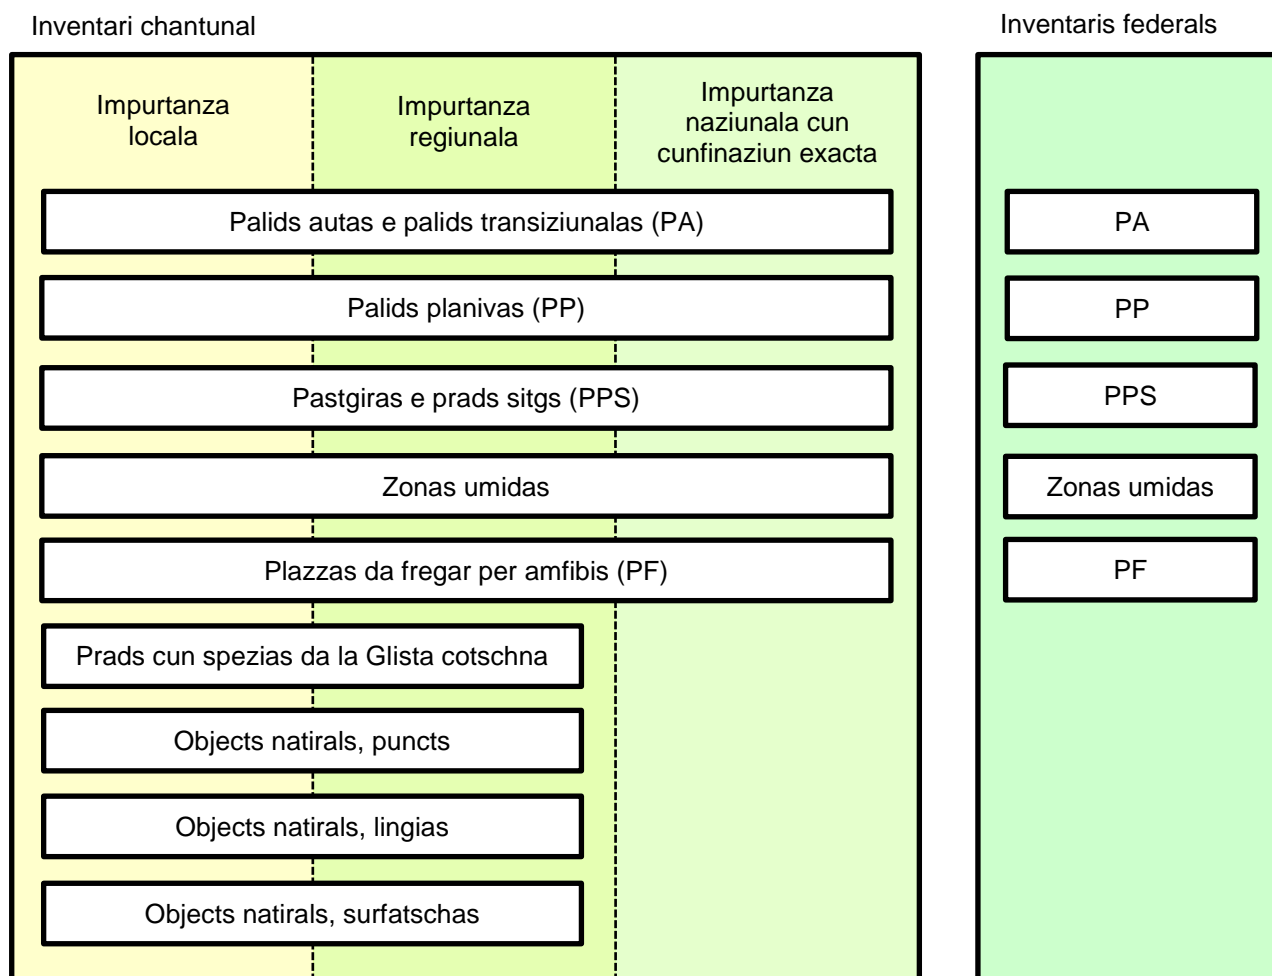 Inventari chantunal
Inventaris federals
Impurtanza
locala
Impurtanza
regiunala
Impurtanza
naziunala cun
cunfinaziun exacta
Palids autas e palids transiziunalas (PA)
PA
Palids planivas (PP)
PP
Pastgiras e prads sitgs (PPS)
PPS
Zonas umidas
Zonas umidas
Plazzas da fregar per amfibis (PF)
PF
Prads cun spezias da la Glista cotschna
Objects natirals, puncts
Objects natirals, lingias
Objects natirals, surfatschas